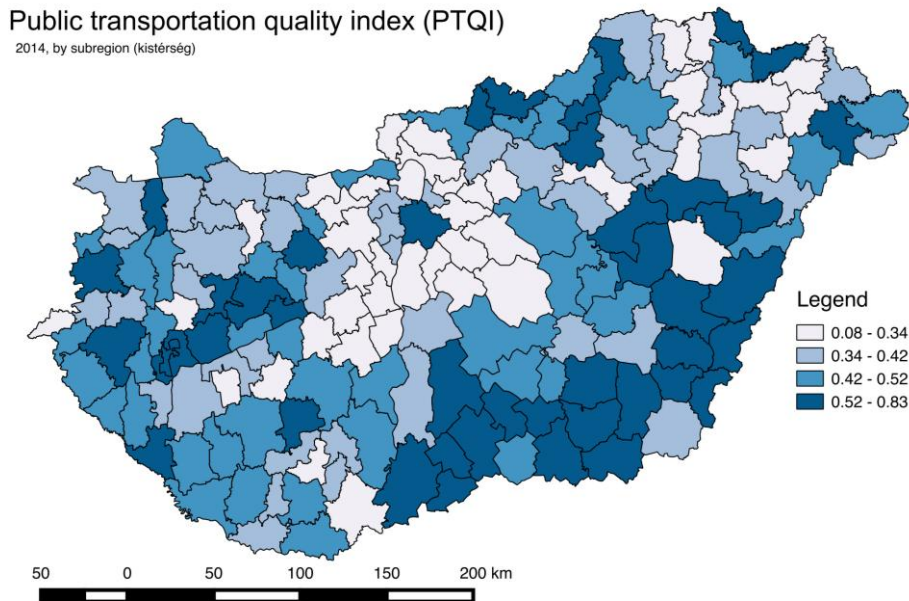 Public transportation quality index (PTQI)
2014, by subregion (kistérség)
Legend
0.08 - 0.34
0.34 - 0.42
0.42 - 0.52
0.52 - 0.83
50 0 50 100 150 200 km